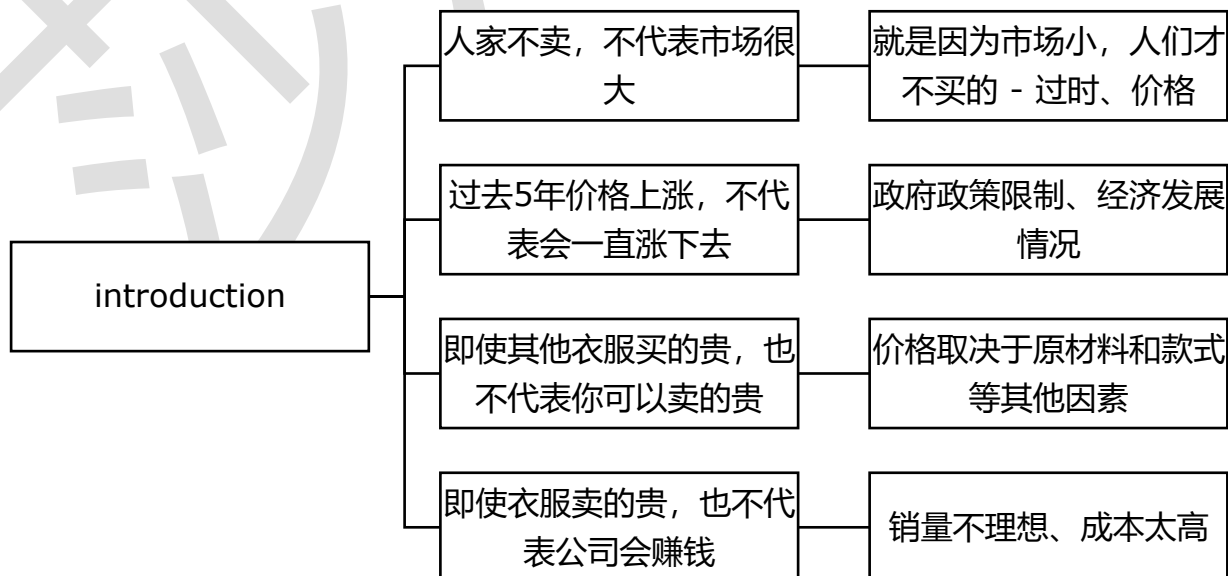 人家不卖，不代表市场很
大
就是因为市场小，人们才
不买的 - 过时、价格
过去5年价格上涨，不代
表会一直涨下去
政府政策限制、经济发展
情况
introduction
即使其他衣服买的贵，也
不代表你可以卖的贵
价格取决于原材料和款式
等其他因素
即使衣服卖的贵，也不代
表公司会赚钱
销量不理想、成本太高